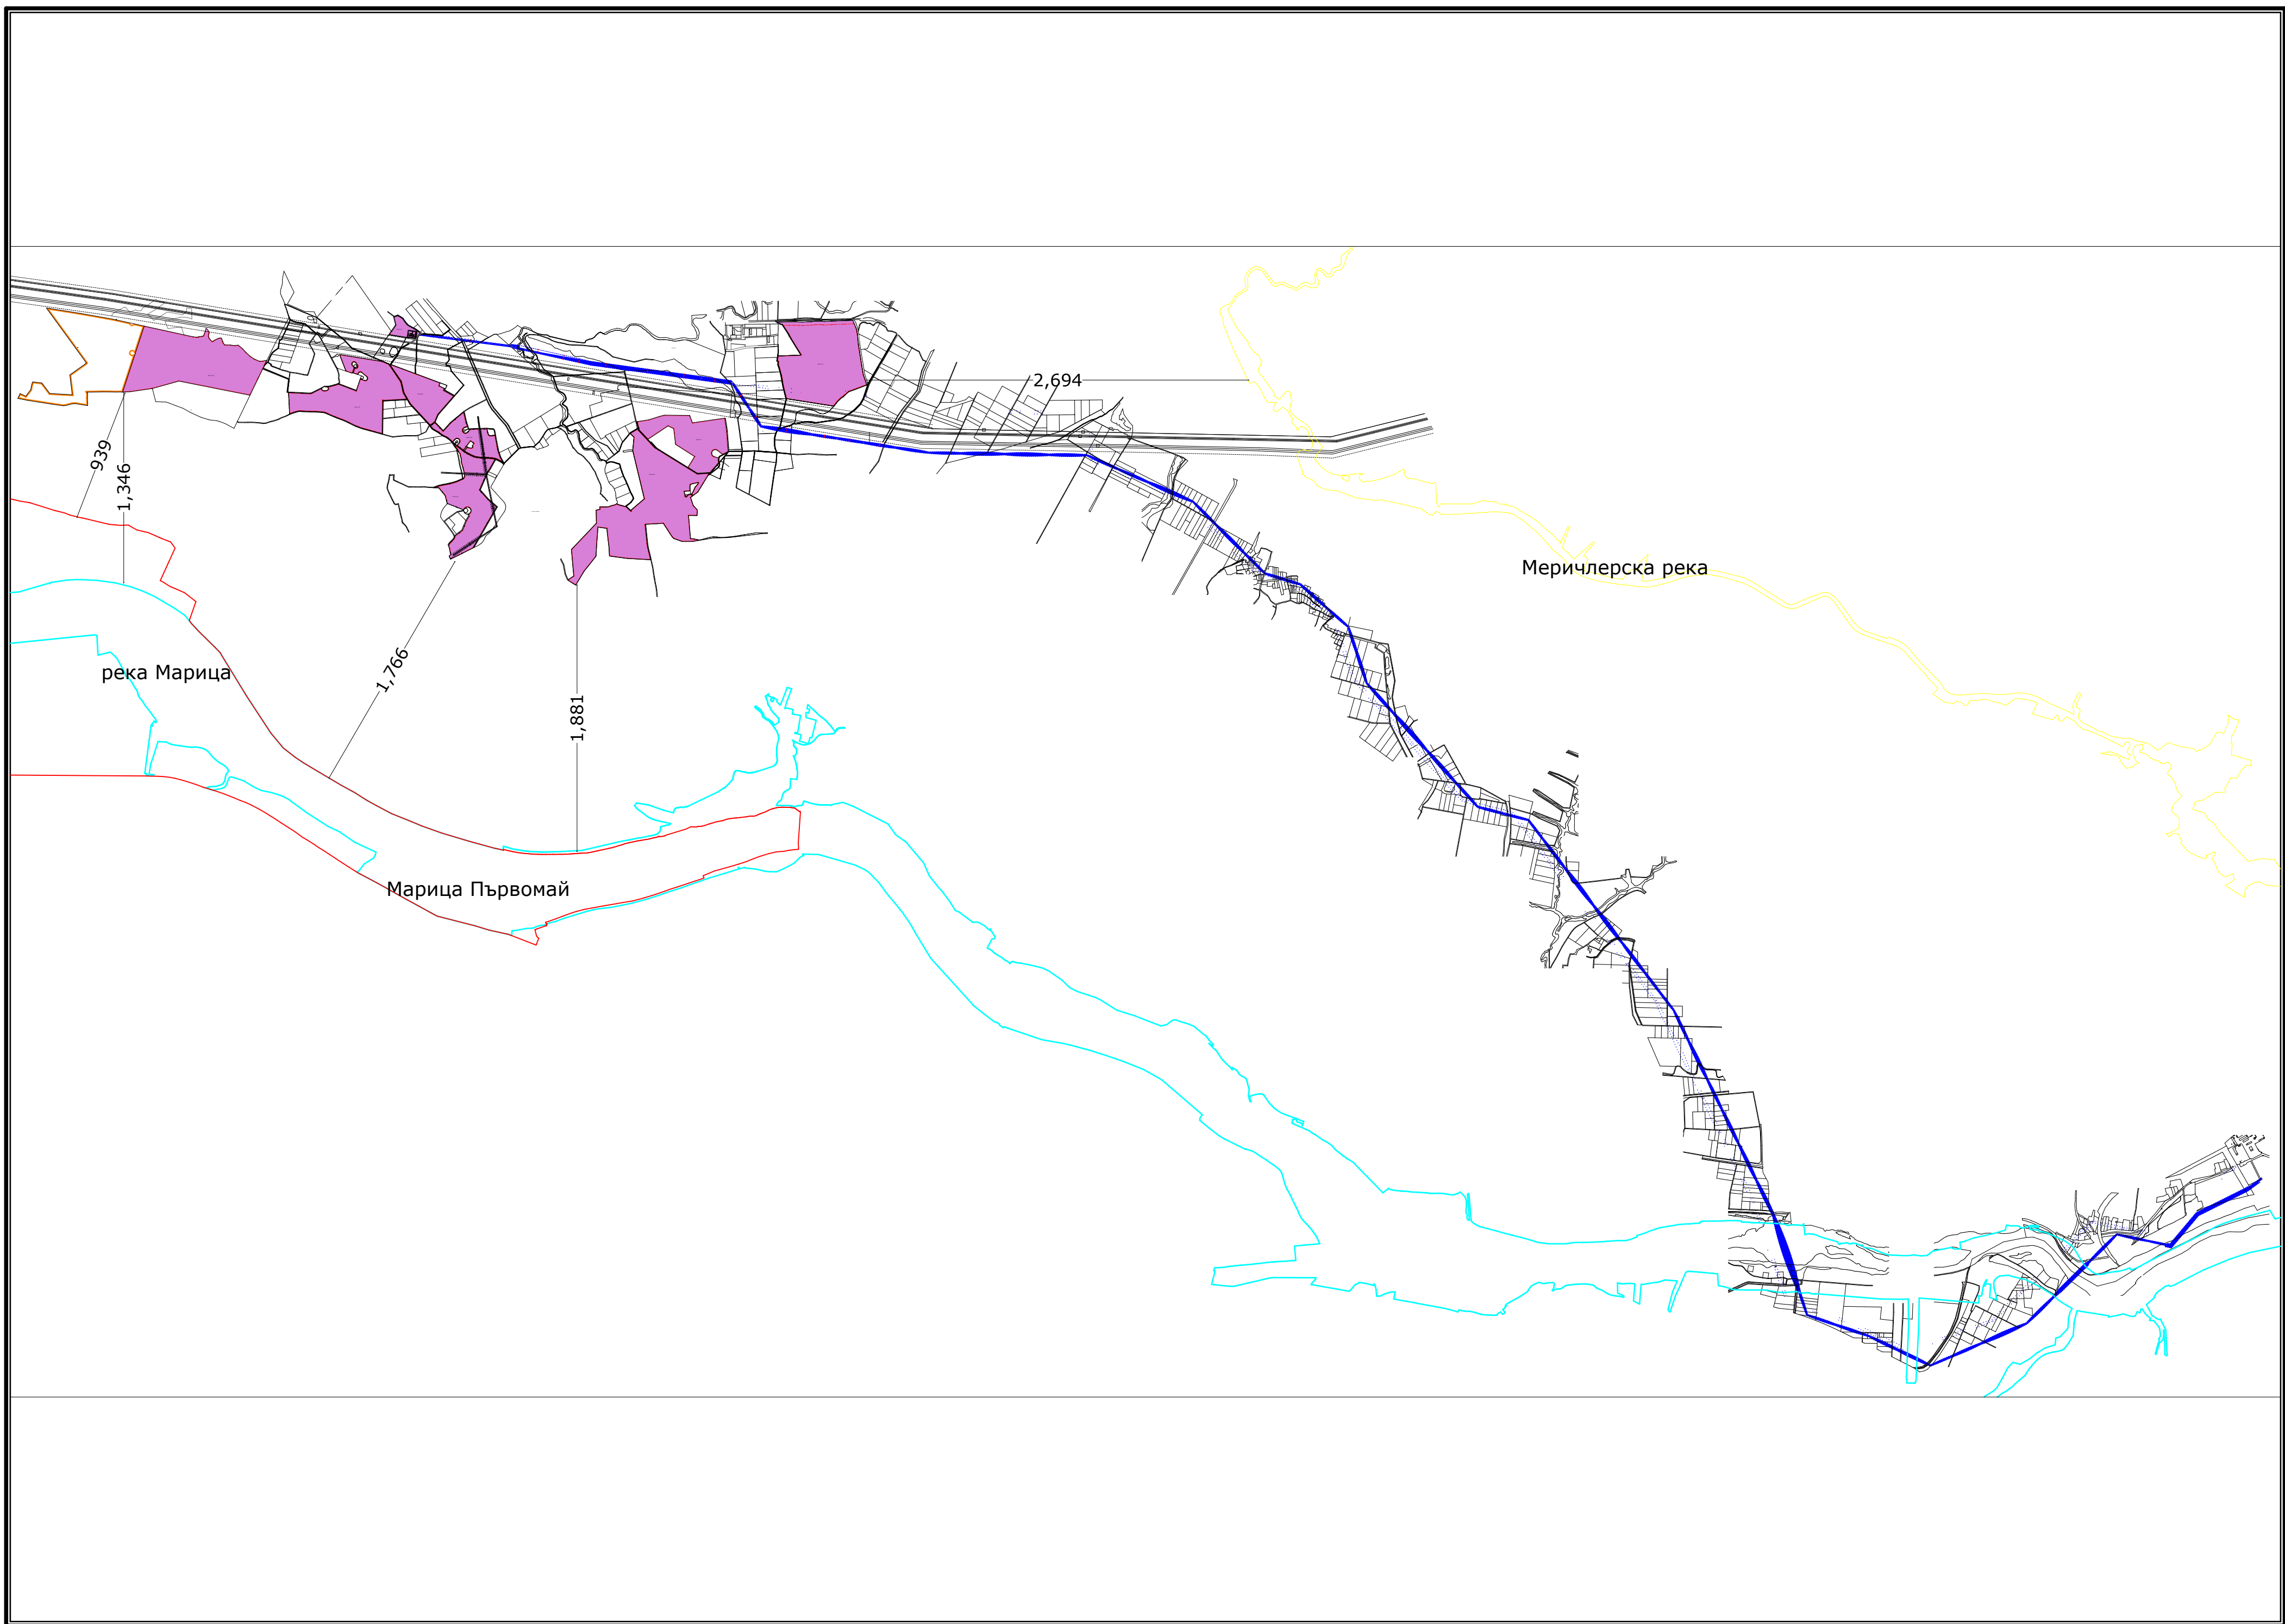 2,694
939
1,346
Меричлерска река
река Марица
1,766
1,881
Марица Първомай